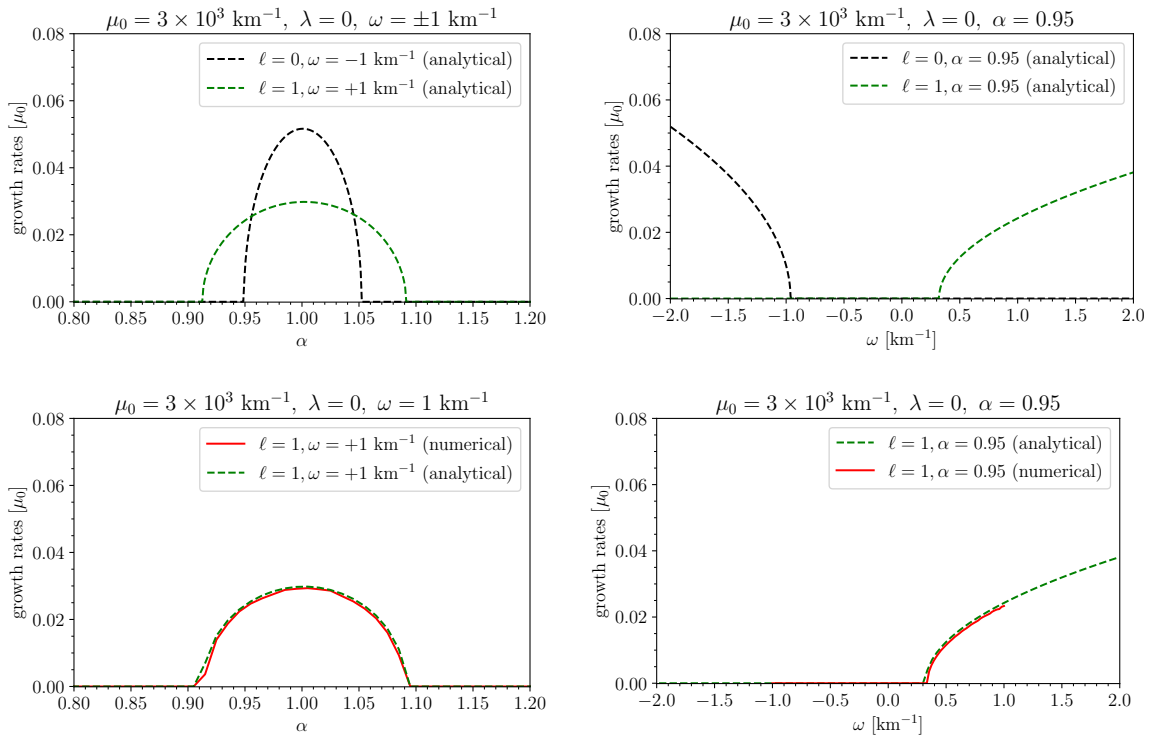 μ₀ = 3 × 10³ km⁻¹, λ = 0, ω = ±1 km⁻¹
growth rates [μ₀]
0.08
0.06
0.04
0.02
0.00
ℓ = 0, ω = −1 km⁻¹ (analytical)
ℓ = 1, ω = +1 km⁻¹ (analytical)
0.80 0.85 0.90 0.95 1.00 1.05 1.10 1.15 1.20
α
μ₀ = 3 × 10³ km⁻¹, λ = 0, α = 0.95
growth rates [μ₀]
0.08
0.06
0.04
0.02
0.00
ℓ = 0, α = 0.95 (analytical)
ℓ = 1, α = 0.95 (analytical)
−2.0 −1.5 −1.0 −0.5 0.0 0.5 1.0 1.5 2.0
ω [km⁻¹]
μ₀ = 3 × 10³ km⁻¹, λ = 0, ω = 1 km⁻¹
growth rates [μ₀]
0.08
0.06
0.04
0.02
0.00
ℓ = 1, ω = +1 km⁻¹ (numerical)
ℓ = 1, ω = +1 km⁻¹ (analytical)
0.80 0.85 0.90 0.95 1.00 1.05 1.10 1.15 1.20
α
μ₀ = 3 × 10³ km⁻¹, λ = 0, α = 0.95
growth rates [μ₀]
0.08
0.06
0.04
0.02
0.00
ℓ = 1, α = 0.95 (analytical)
ℓ = 1, α = 0.95 (numerical)
−2.0 −1.5 −1.0 −0.5 0.0 0.5 1.0 1.5 2.0
ω [km⁻¹]